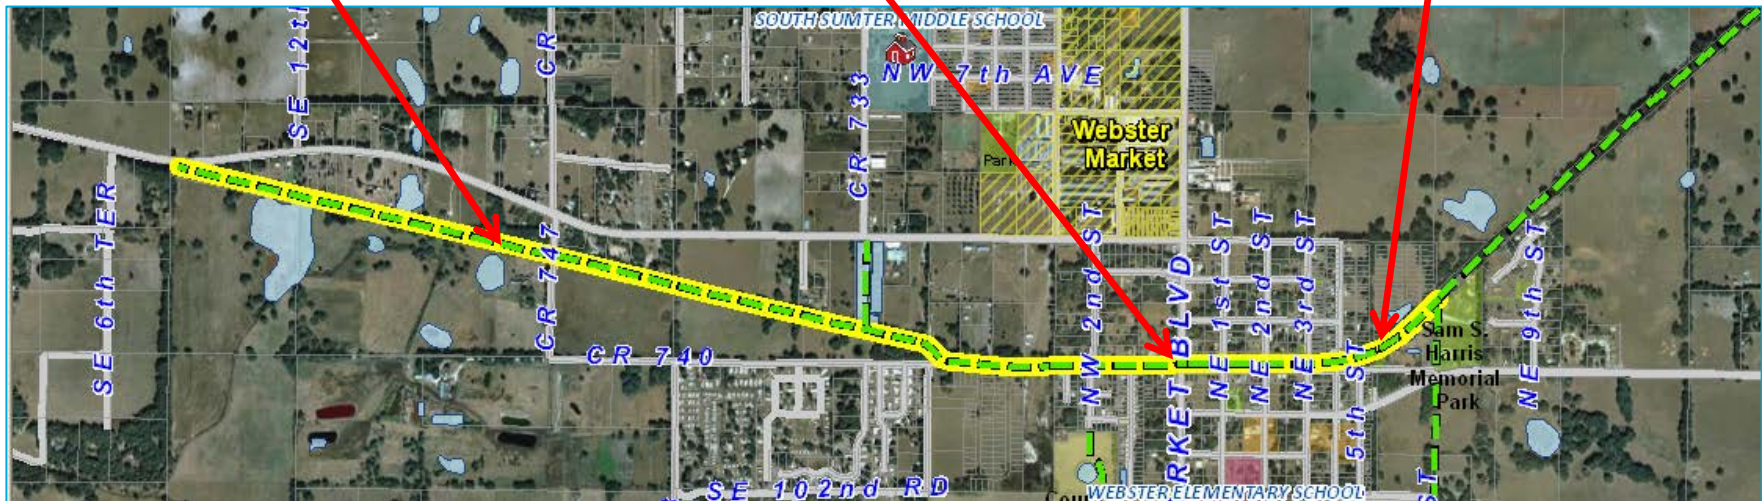 SOUTH SUMTER MIDDLE SCHOOL
SE 12th
CR
NW 7th AVE
CR 733
Webster
Market
Park
SE 6th TER
CR 747
NW 2nd ST
RKET BLVD
NE 1st ST
NE 2nd ST
NE 3rd ST
5th ST
NE 9th ST
Sam S.
Harris
Memorial
Park
CR 740
SE 102nd RD
WEBSTER ELEMENTARY SCHOOL
ST